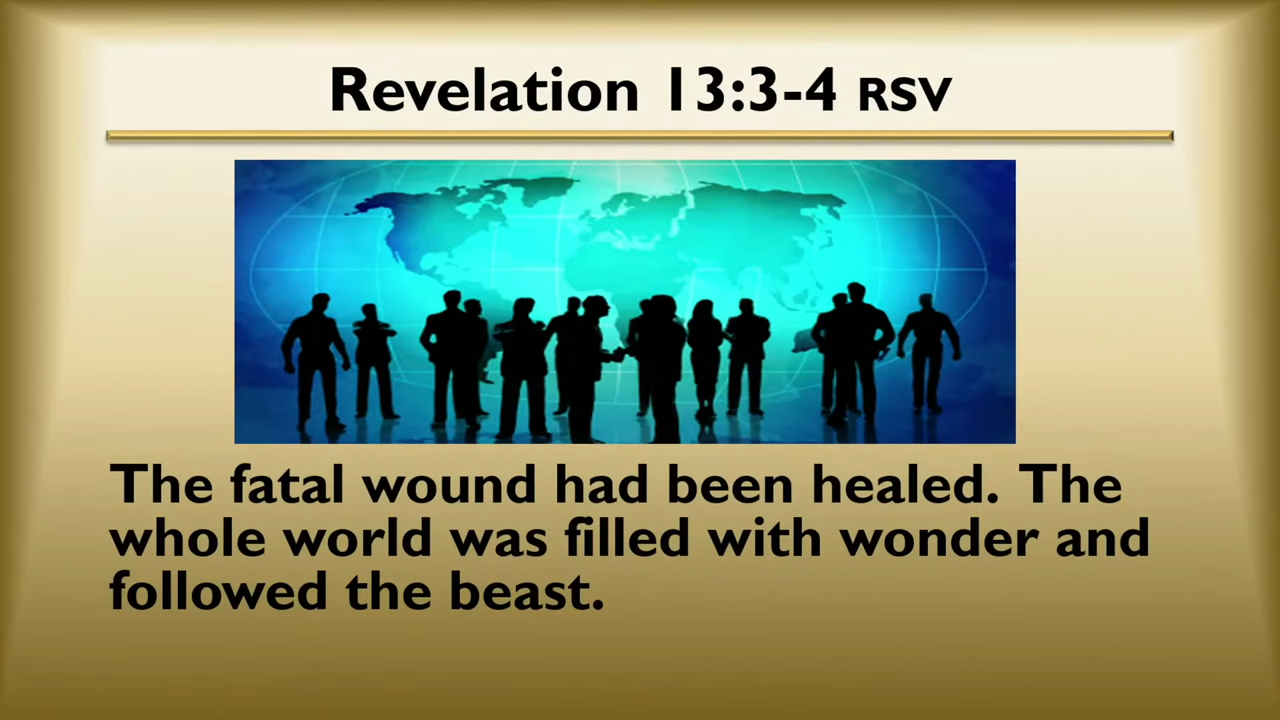 Revelation 13:3-4 RSV
The fatal wound had been healed. The
whole world was filled with wonder and
followed the beast.